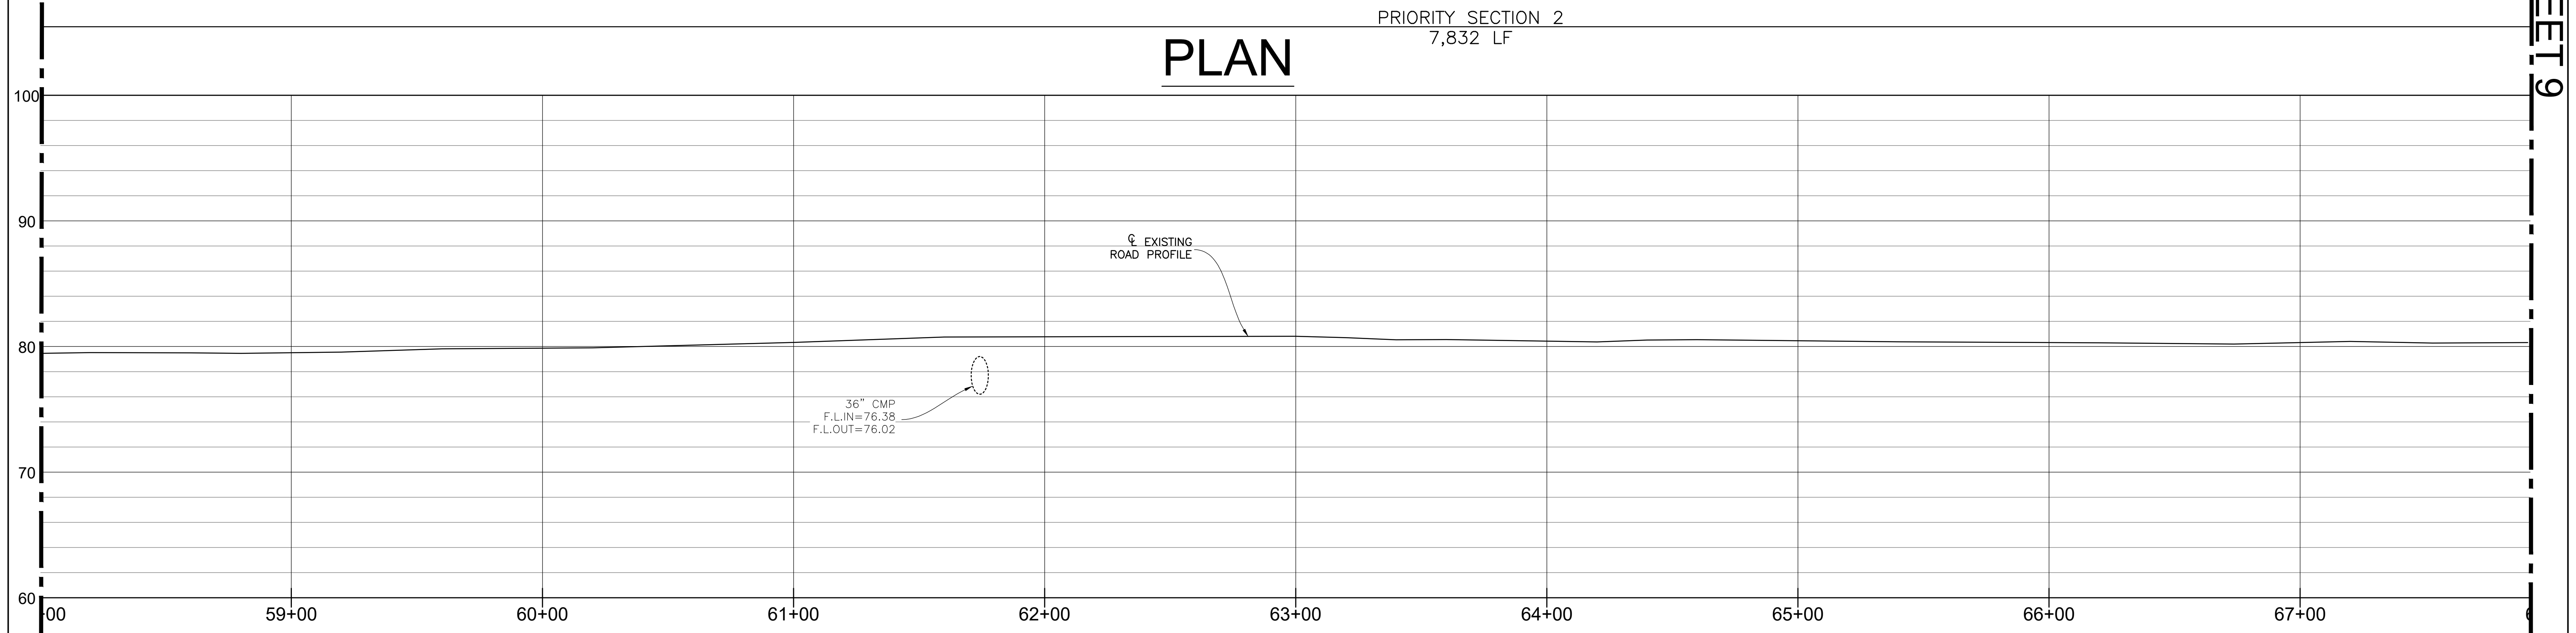 PRIORITY SECTION 2
7,832 LF
PLAN
EET 9
100
90
80
70
60
℄ EXISTING
ROAD PROFILE
36" CMP
F.L.IN=76.38
F.L.OUT=76.02
+00 59+00 60+00 61+00 62+00 63+00 64+00 65+00 66+00 67+00